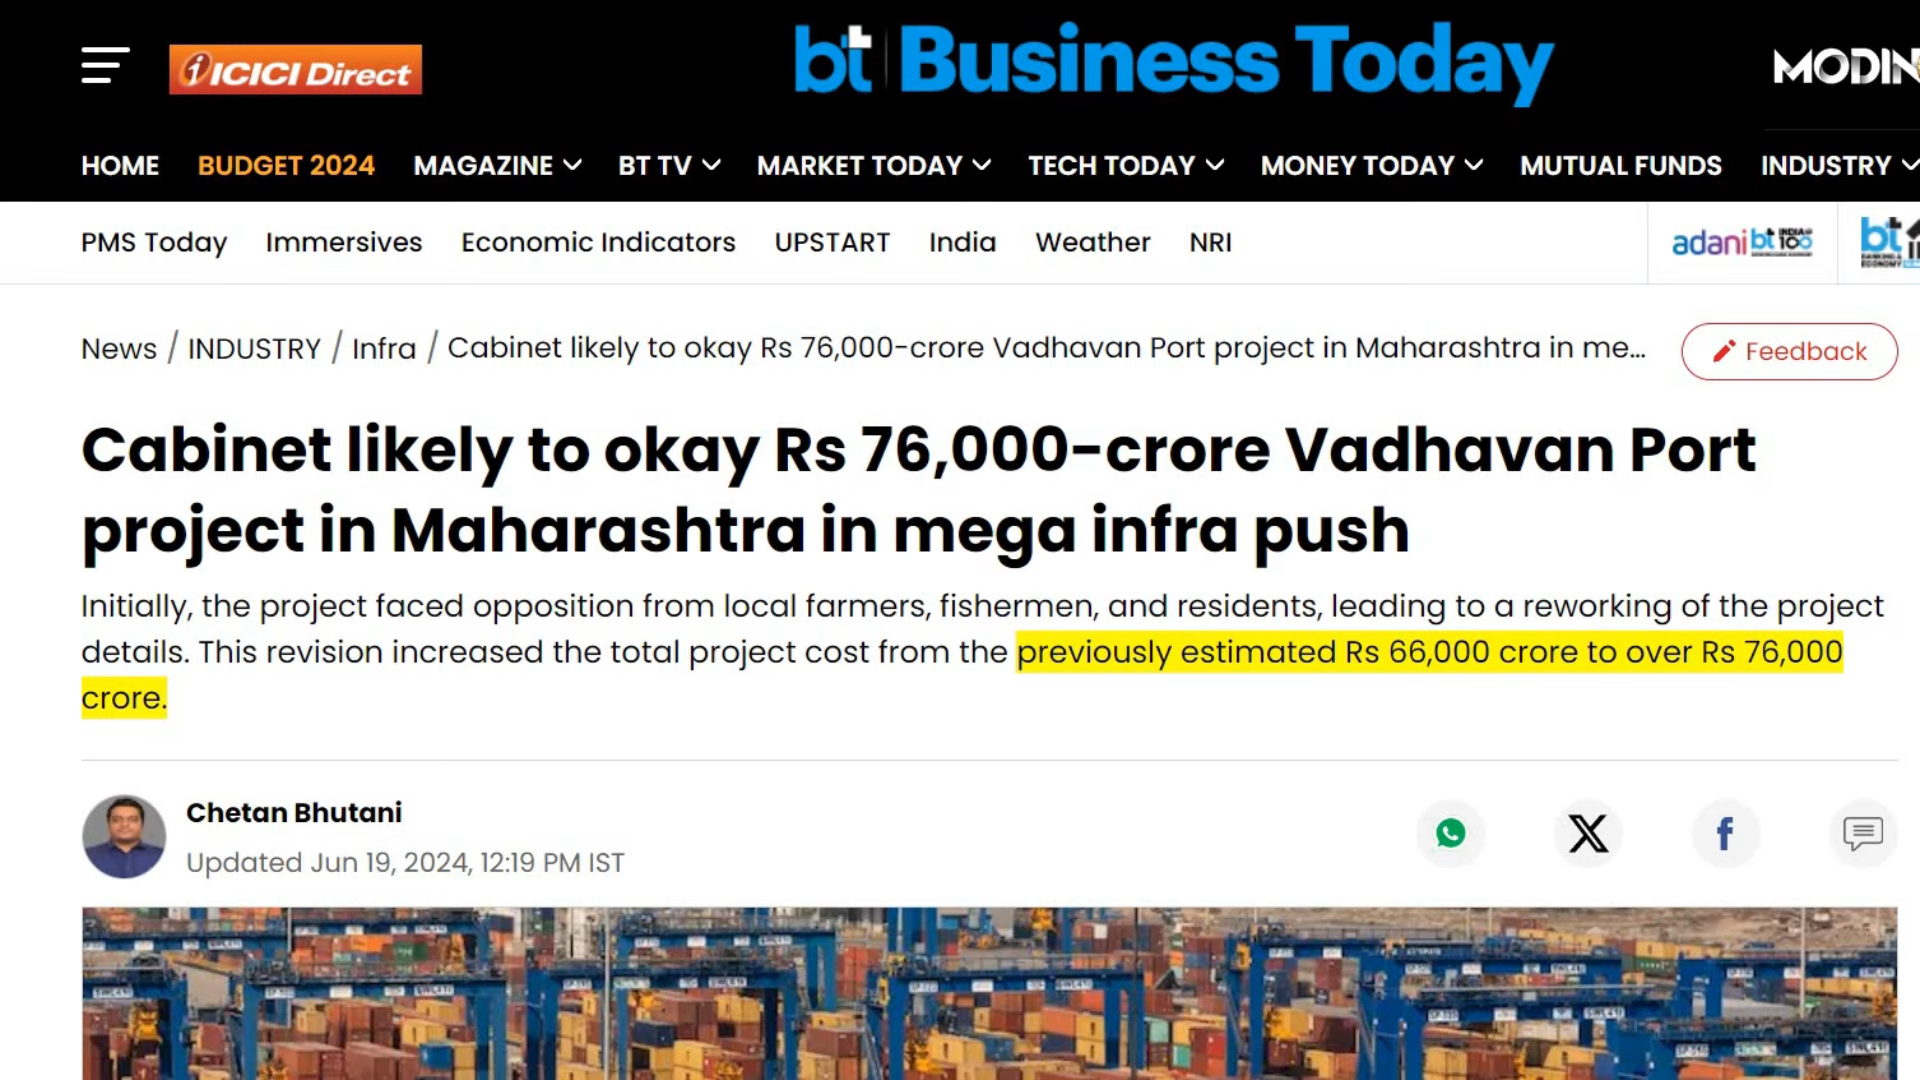 ICICI Direct
bt Business Today
MODIN
HOME BUDGET 2024 MAGAZINE BT TV MARKET TODAY TECH TODAY MONEY TODAY MUTUAL FUNDS INDUSTRY
PMS Today Immersives Economic Indicators UPSTART India Weather NRI
adani bt INDIA 100
bt
News / INDUSTRY / Infra / Cabinet likely to okay Rs 76,000-crore Vadhavan Port project in Maharashtra in me...
Feedback
Cabinet likely to okay Rs 76,000-crore Vadhavan Port
project in Maharashtra in mega infra push
Initially, the project faced opposition from local farmers, fishermen, and residents, leading to a reworking of the project
details. This revision increased the total project cost from the previously estimated Rs 66,000 crore to over Rs 76,000
crore.
Chetan Bhutani
Updated Jun 19, 2024, 12:19 PM IST